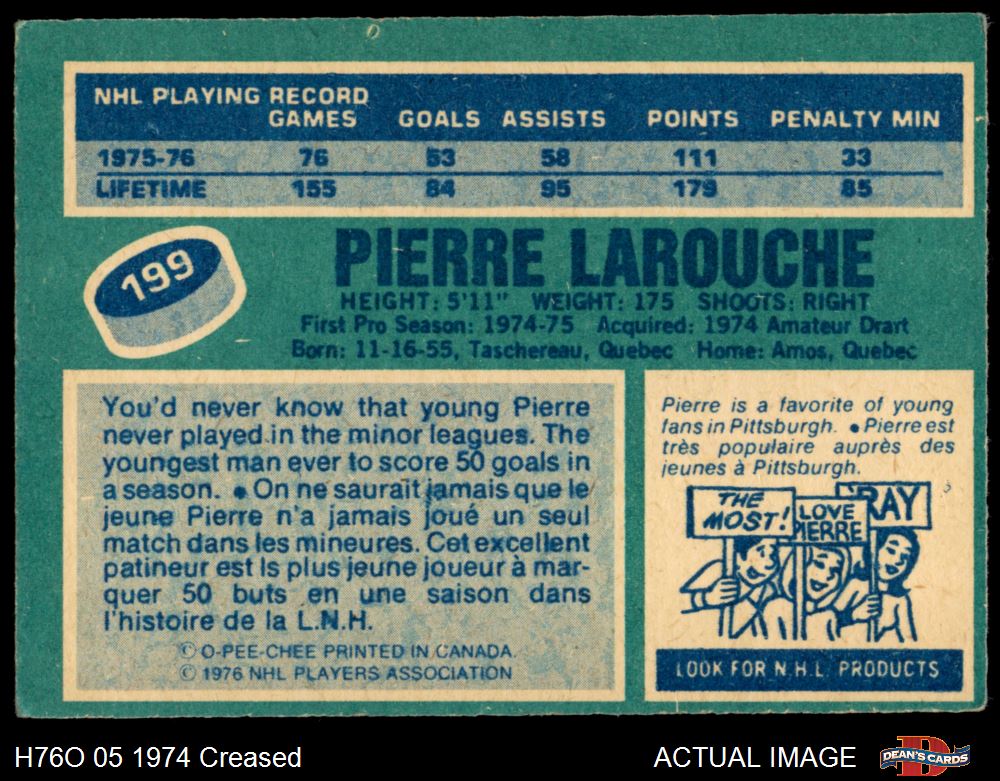 NHL PLAYING RECORD
GAMES GOALS ASSISTS POINTS PENALTY MIN
1975-76 76 53 58 111 33
LIFETIME 155 84 95 179 85
199
PIERRE LAROUCHE
HEIGHT: 5'11" WEIGHT: 175 SHOOTS: RIGHT
First Pro Season: 1974-75 Acquired: 1974 Amateur Drart
Born: 11-16-55, Taschereau, Quebec Home: Amos, Quebec
You'd never know that young Pierre
never played in the minor leagues. The
youngest man ever to score 50 goals in
a season. • On ne saurait jamais que le
jeune Pierre n'a jamais joué un seul
match dans les mineures. Cet excellent
patineur est ls plus jeune joueur à mar-
quer 50 buts en une saison dans
l'histoire de la L.N.H.
© O-PEE-CHEE PRINTED IN CANADA.
© 1976 NHL PLAYERS ASSOCIATION
Pierre is a favorite of young
fans in Pittsburgh. • Pierre est
très populaire auprès des
jeunes à Pittsburgh.
THE
MOST!
LOVE
PIERRE
RAY
LOOK FOR N.H.L. PRODUCTS
H76O 05 1974 Creased
ACTUAL IMAGE
DEAN'S CARDS